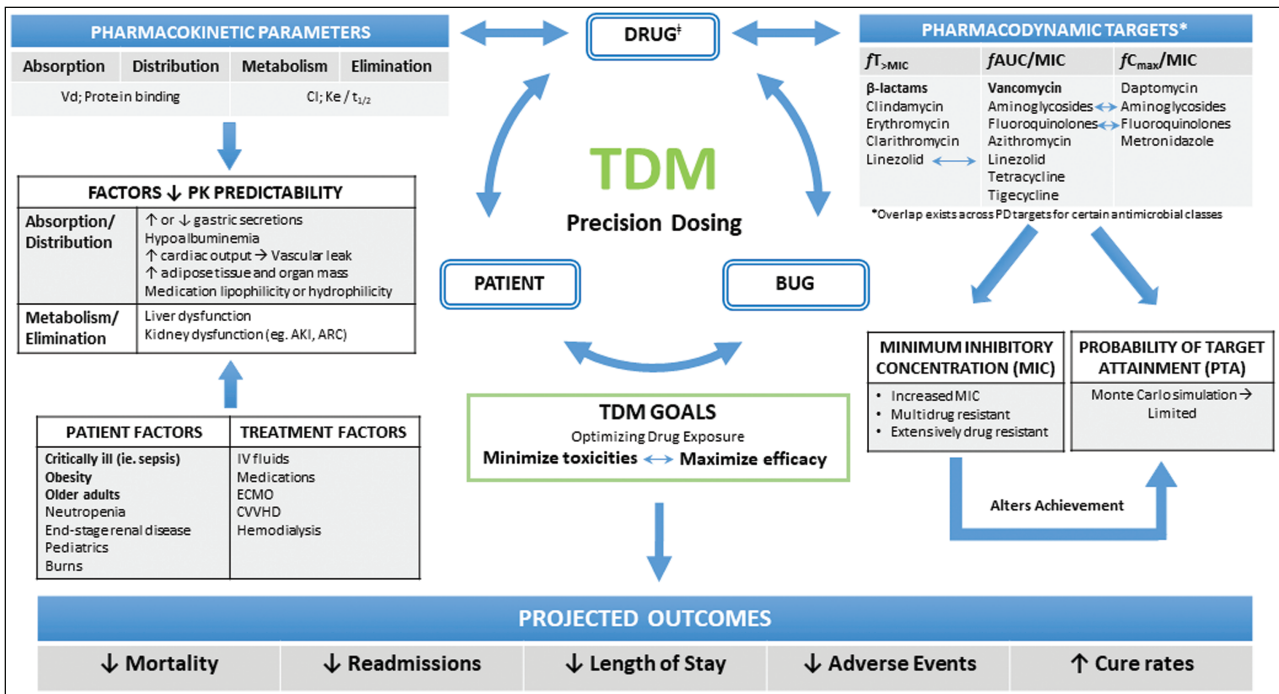 PHARMACOKINETIC PARAMETERS
Absorption Distribution Metabolism Elimination
Vd; Protein binding Cl; Ke / t1/2
FACTORS ↓ PK PREDICTABILITY
Absorption/
Distribution
↑ or ↓ gastric secretions
Hypoalbuminemia
↑ cardiac output → Vascular leak
↑ adipose tissue and organ mass
Medication lipophilicity or hydrophilicity
Metabolism/
Elimination
Liver dysfunction
Kidney dysfunction (eg. AKI, ARC)
PATIENT FACTORS
Critically ill (ie. sepsis)
Obesity
Older adults
Neutropenia
End-stage renal disease
Pediatrics
Burns
TREATMENT FACTORS
IV fluids
Medications
ECMO
CVVHD
Hemodialysis
DRUG‡
TDM
Precision Dosing
PATIENT
BUG
TDM GOALS
Optimizing Drug Exposure
Minimize toxicities ↔ Maximize efficacy
PHARMACODYNAMIC TARGETS*
fT>MIC
β-lactams
Clindamycin
Erythromycin
Clarithromycin
Linezolid
fAUC/MIC
Vancomycin
Aminoglycosides
Fluoroquinolones
Azithromycin
Linezolid
Tetracycline
Tigecycline
fCmax/MIC
Daptomycin
Aminoglycosides
Fluoroquinolones
Metronidazole
*Overlap exists across PD targets for certain antimicrobial classes
MINIMUM INHIBITORY
CONCENTRATION (MIC)
• Increased MIC
• Multidrug resistant
• Extensively drug resistant
PROBABILITY OF TARGET
ATTAINMENT (PTA)
Monte Carlo simulation →
Limited
Alters Achievement
PROJECTED OUTCOMES
↓ Mortality ↓ Readmissions ↓ Length of Stay ↓ Adverse Events ↑ Cure rates